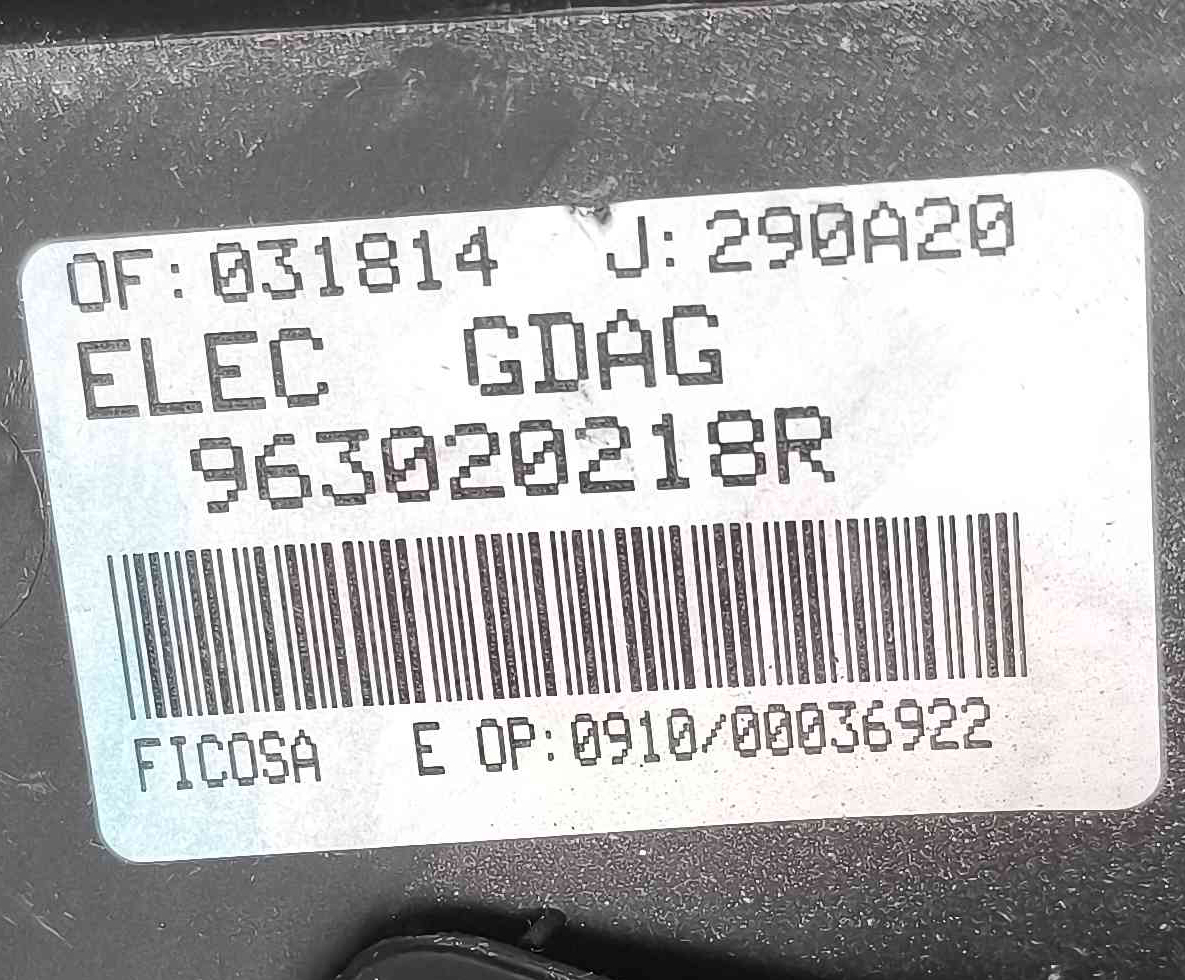 OF:031814 J:290A20
ELEC GDAG
963020218R
FICOSA E OP:0910/00036922